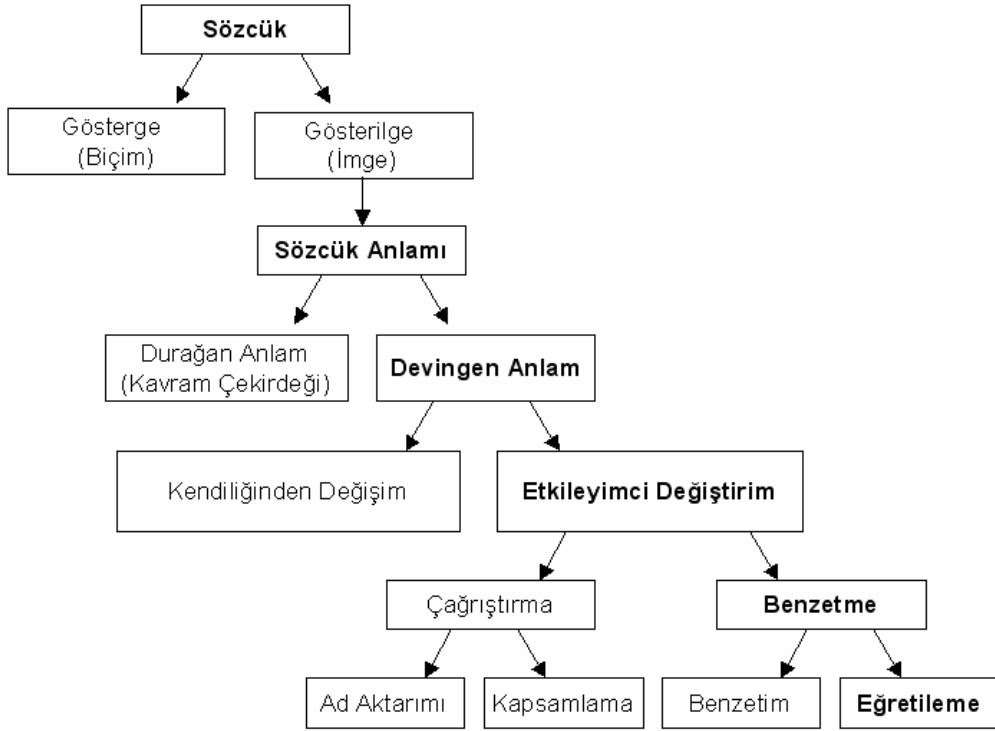 Sözcük
Gösterge
(Biçim)
Gösterilge
(İmge)
Sözcük Anlamı
Durağan Anlam
(Kavram Çekirdeği)
Devingen Anlam
Kendiliğinden Değişim
Etkileyimci Değiştirim
Çağrıştırma
Benzetme
Ad Aktarımı
Kapsamlama
Benzetim
Eğretileme